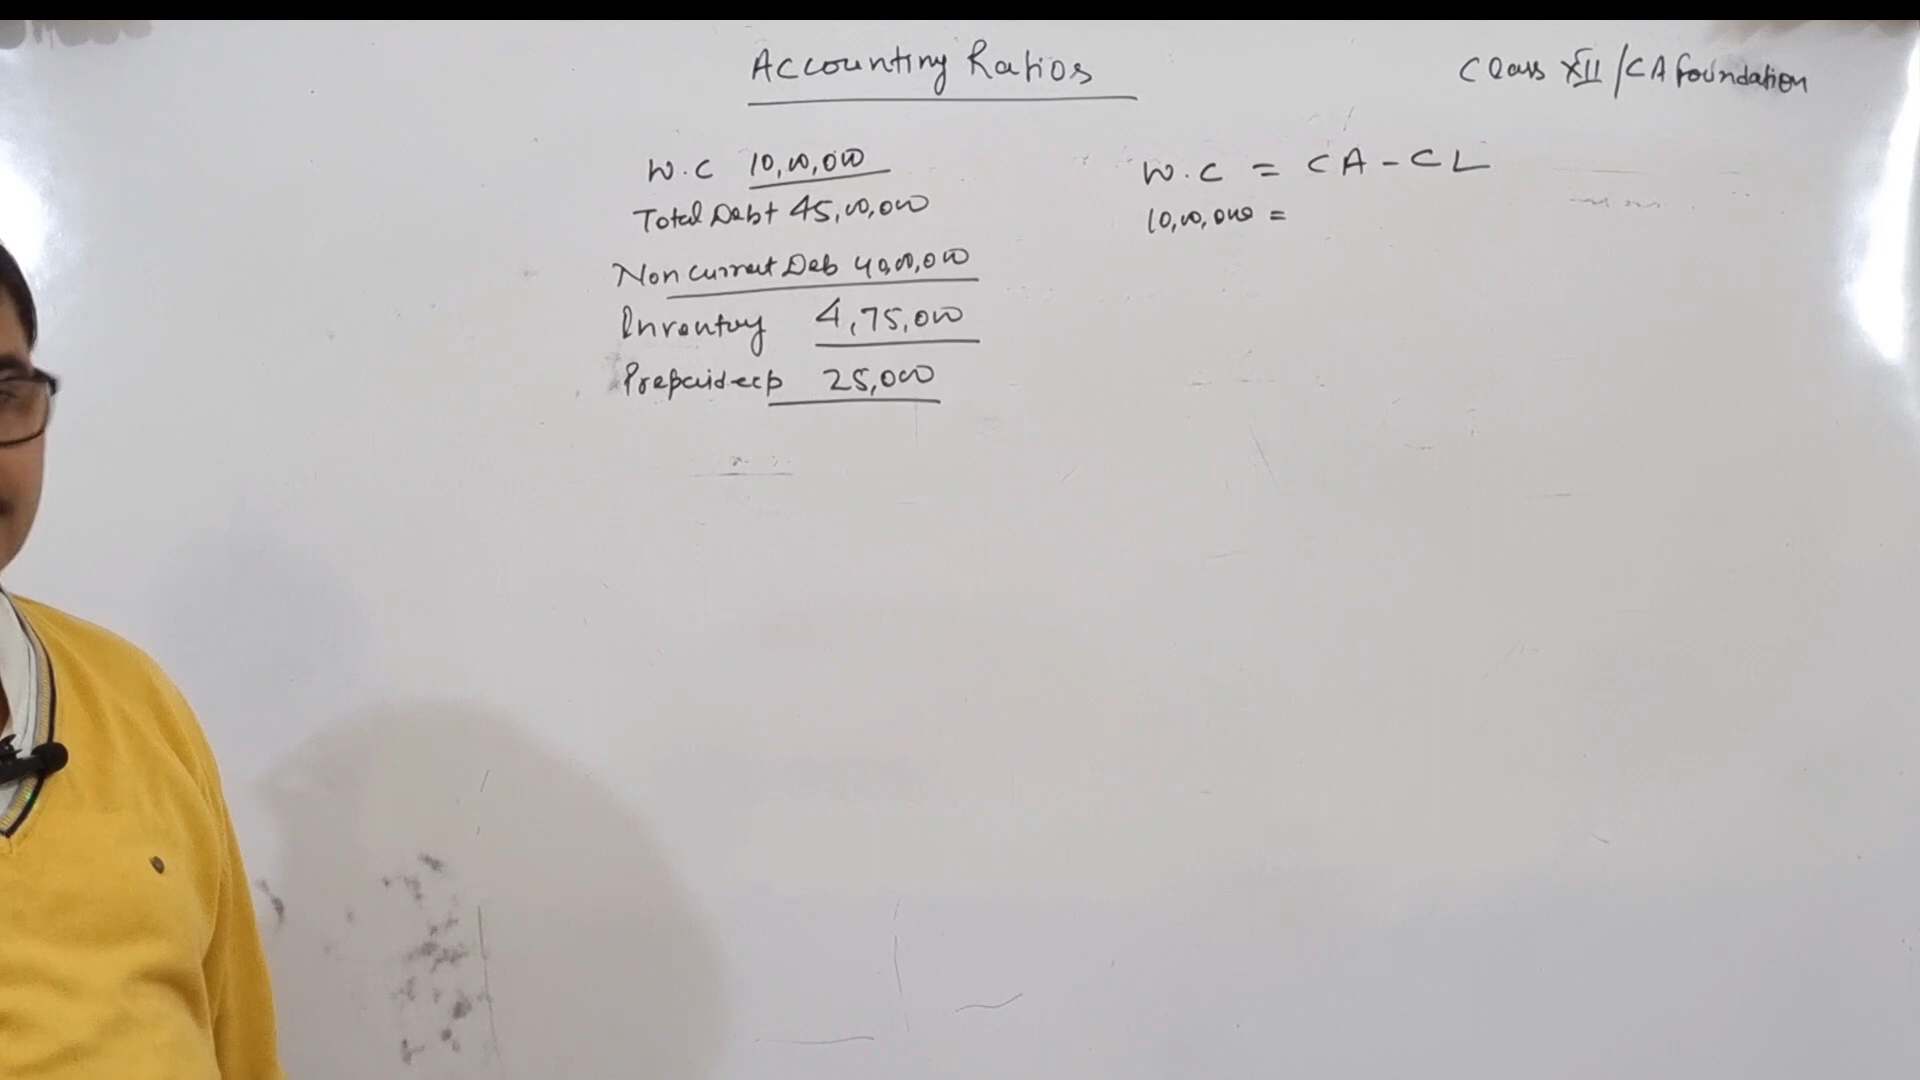 Accounting Ratios
Class XII / CA foundation
W.C 10,00,000
Total Debt 45,00,000
Non current Deb 40,00,000
Inventory 4,75,000
Prepaid exp 25,000
W.C = CA - CL
10,00,000 =